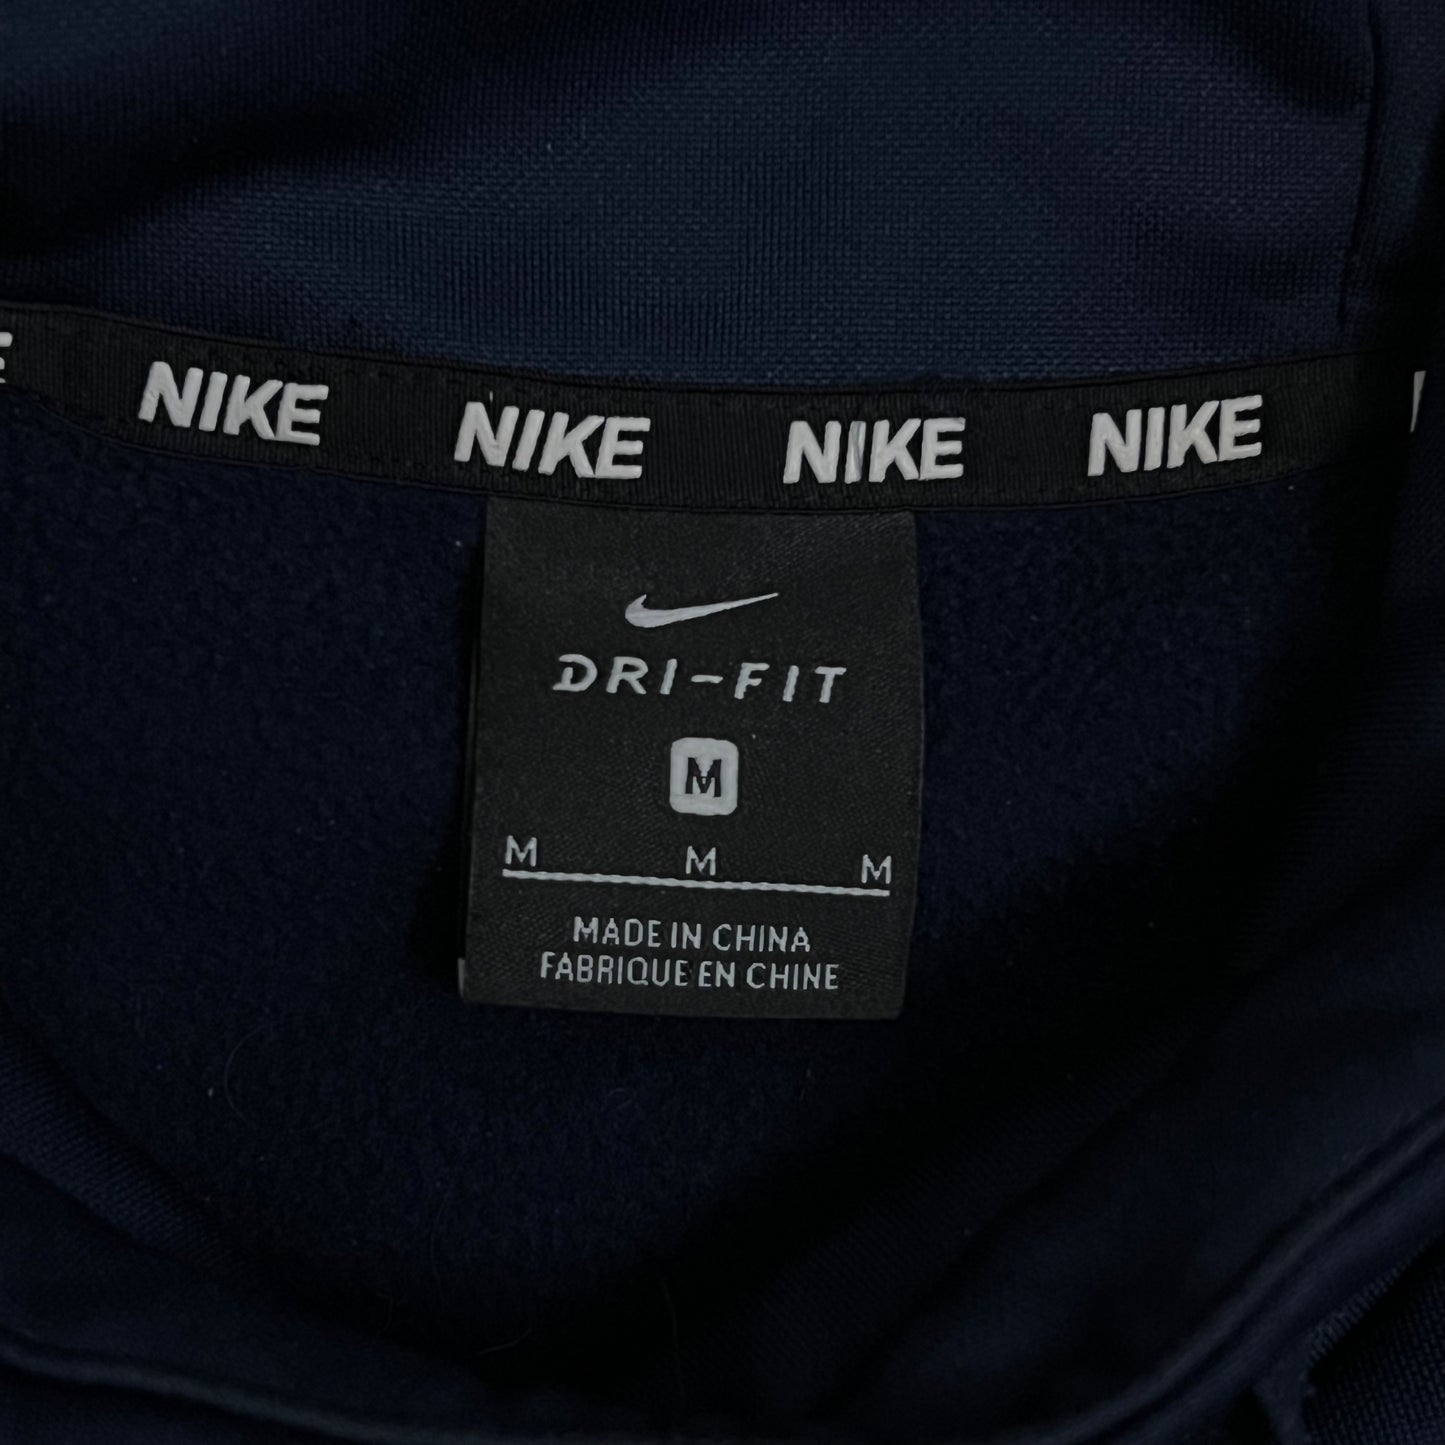 NIKE NIKE NIKE NIKE
DRI-FIT
M
M M M
MADE IN CHINA
FABRIQUE EN CHINE